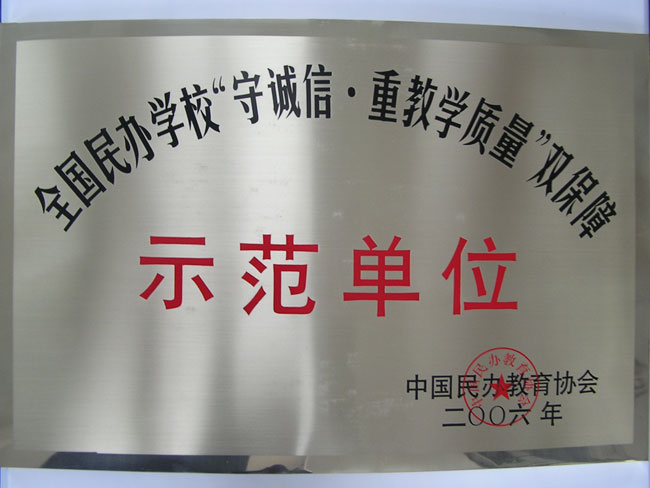 全国民办学校“守诚信·重教学质量”双保障
示范单位
中国民办教育协会
二〇〇六年